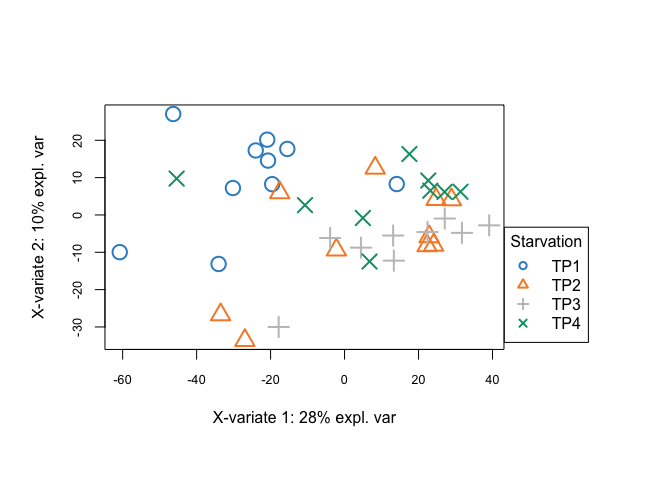 X-variate 2: 10% expl. var
20
10
0
-10
-20
-30
-60
-40
-20
0
20
40
X-variate 1: 28% expl. var
Starvation
TP1
TP2
TP3
TP4